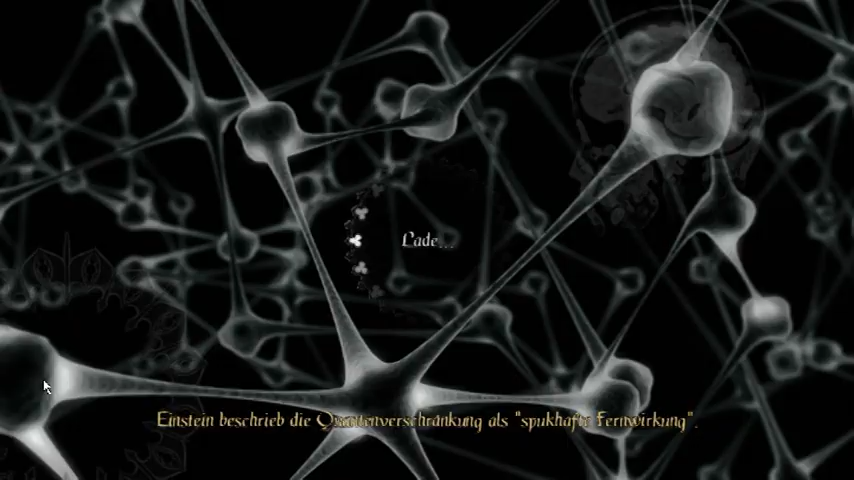 Lade...
Einstein beschrieb die Quantenverschränkung als "spukhafte Fernwirkung".